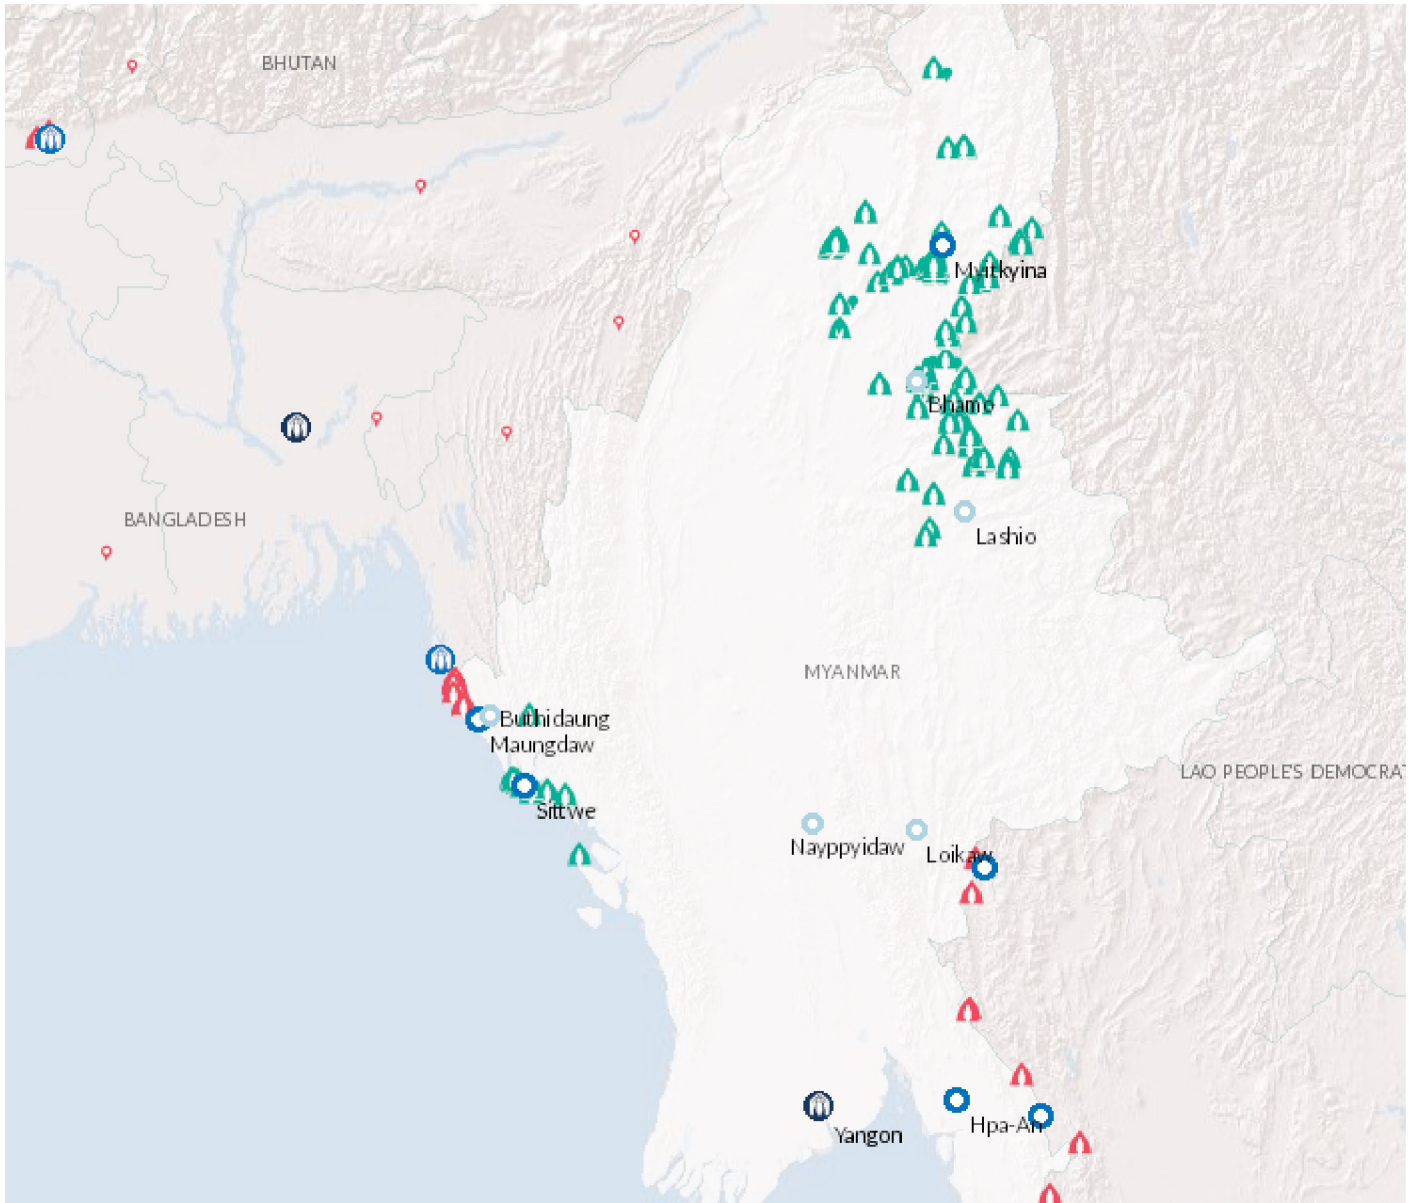 BHUTAN
Myitkyina
Bhamo
BANGLADESH
Lashio
MYANMAR
Buthidaung
Maungdaw
LAO PEOPLE'S DEMOCRAT
Sittwe
Nayppyidaw
Loikaw
Hpa-An
Yangon